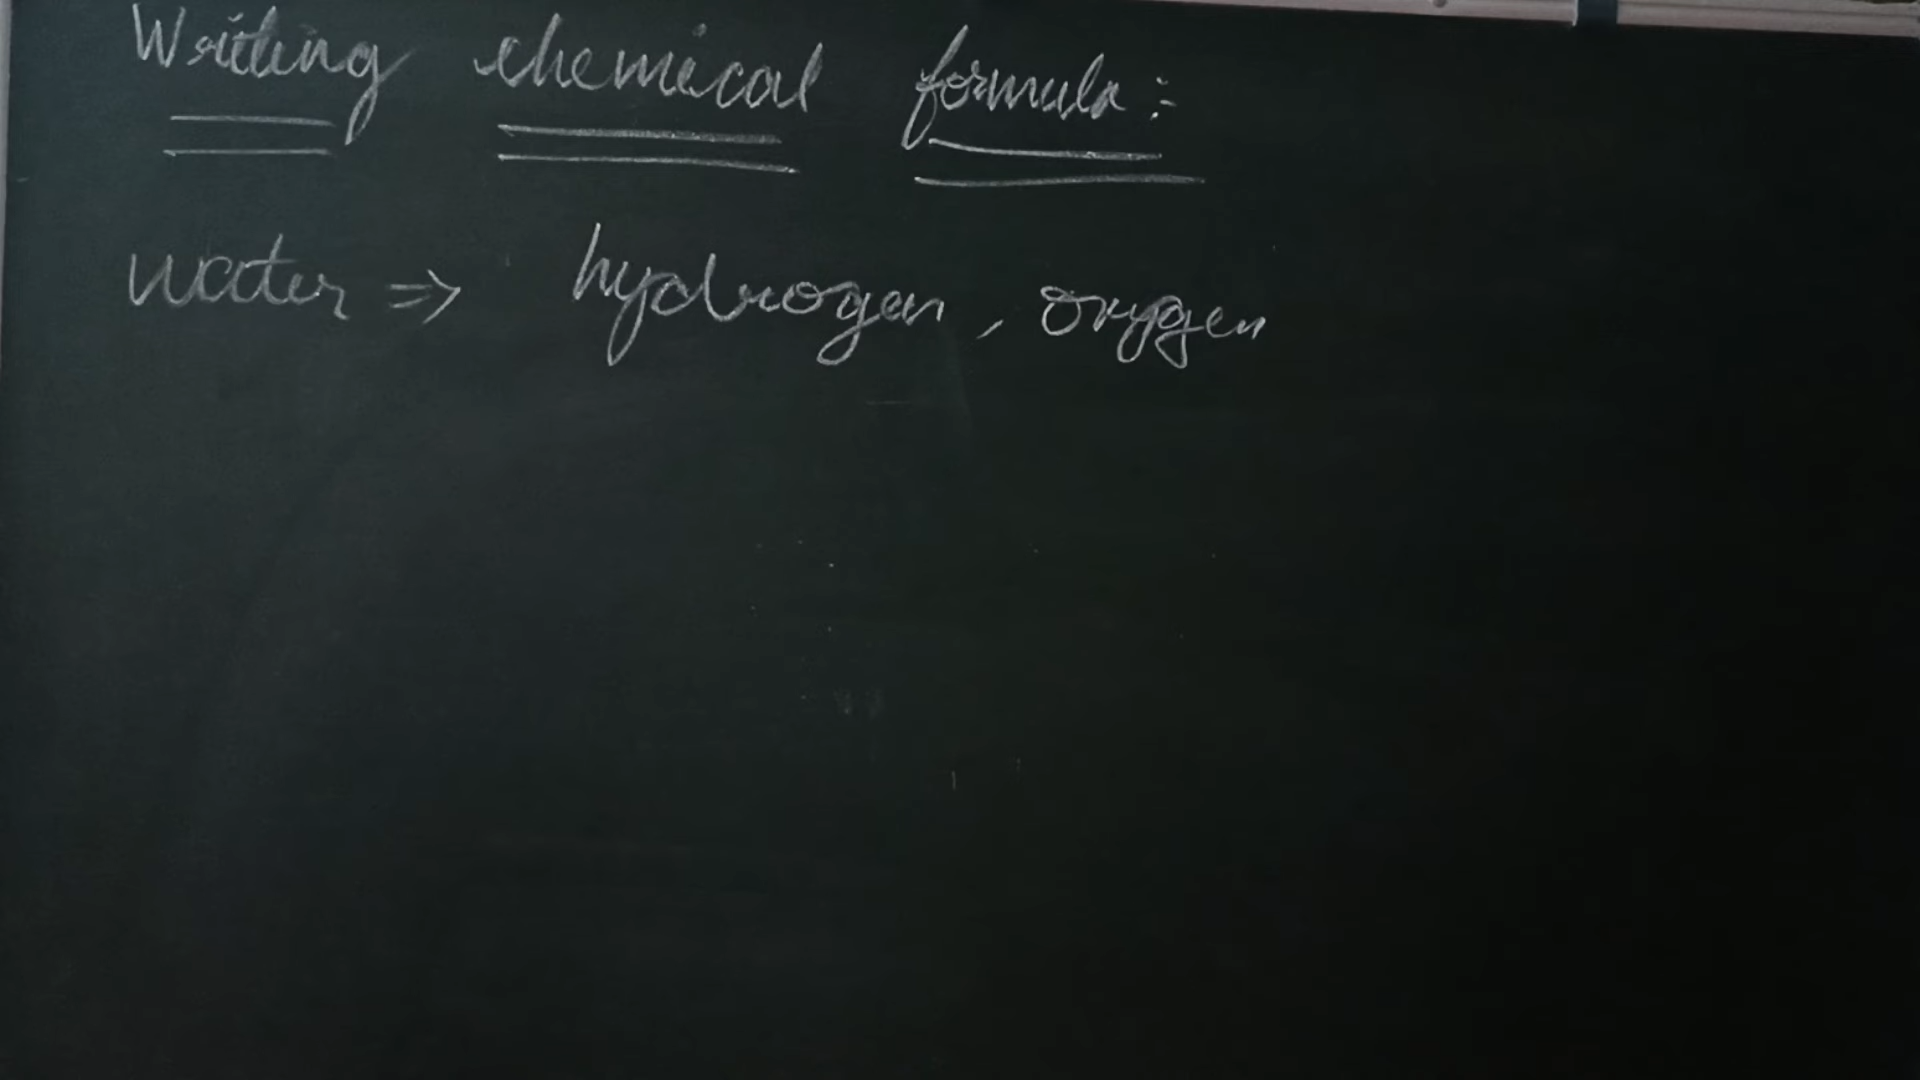 Writing chemical formula :-
water => hydrogen, oxygen